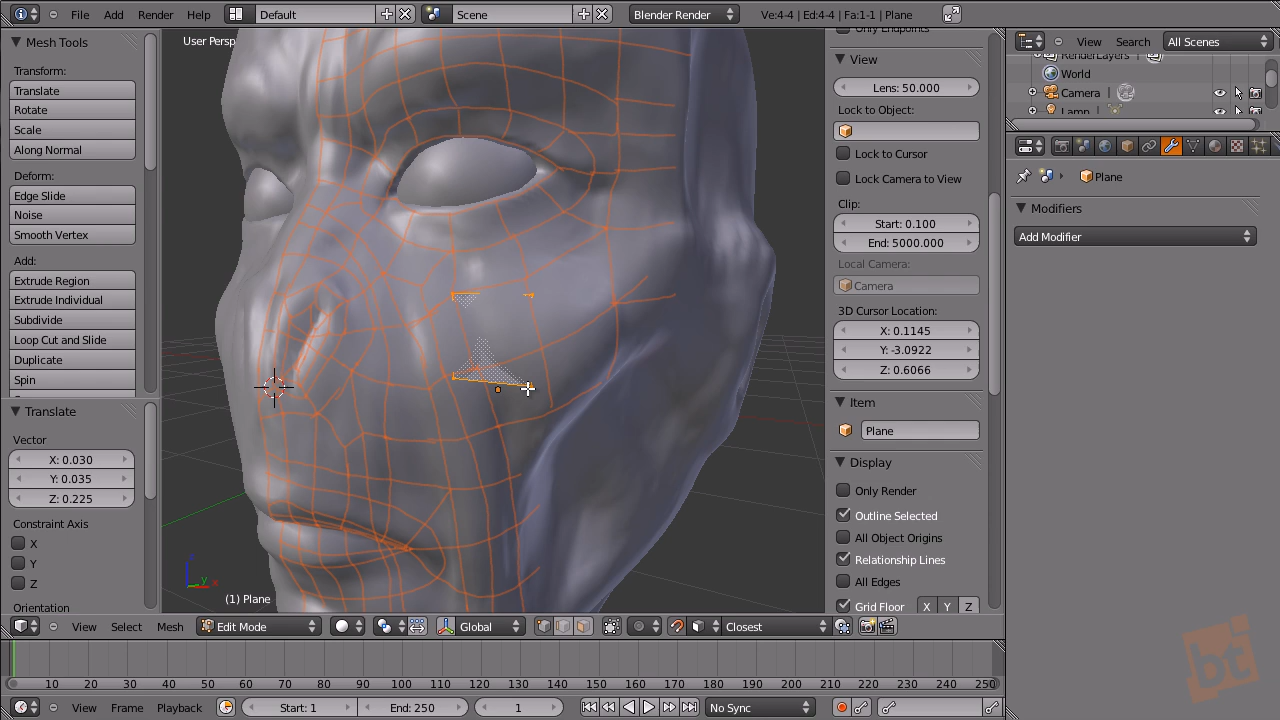 File Add Render Help Default Scene Blender Render Ve:4-4 | Ed:4-4 | Fa:1-1 | Plane
Mesh Tools
Transform:
Translate
Rotate
Scale
Along Normal
Deform:
Edge Slide
Noise
Smooth Vertex
Add:
Extrude Region
Extrude Individual
Subdivide
Loop Cut and Slide
Duplicate
Spin
Translate
Vector
X: 0.030
Y: 0.035
Z: 0.225
Constraint Axis
X
Y
Z
Orientation
User Persp
(1) Plane
Only Endpoints
View
Lens: 50.000
Lock to Object:
Lock to Cursor
Lock Camera to View
Clip:
Start: 0.100
End: 5000.000
Local Camera:
Camera
3D Cursor Location:
X: 0.1145
Y: -3.0922
Z: 0.6066
Item
Plane
Display
Only Render
Outline Selected
All Object Origins
Relationship Lines
All Edges
Grid Floor X Y Z
View Search All Scenes
RenderLayers
World
Camera
Lamp
Plane
Modifiers
Add Modifier
View Select Mesh Edit Mode Global Closest
10 20 30 40 50 60 70 80 90 100 110 120 130 140 150 160 170 180 190 200 210 220 230 240 250
View Frame Playback Start: 1 End: 250 1 No Sync
bt